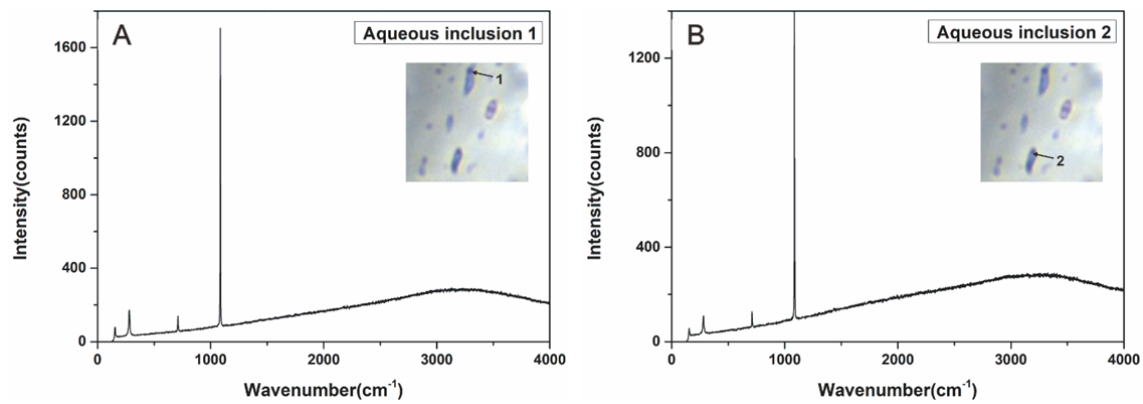 A
Aqueous inclusion 1
1
Intensity(counts)
1600
1200
800
400
0
0 1000 2000 3000 4000
Wavenumber(cm⁻¹)
B
Aqueous inclusion 2
2
Intensity(counts)
1200
800
400
0
0 1000 2000 3000 4000
Wavenumber(cm⁻¹)